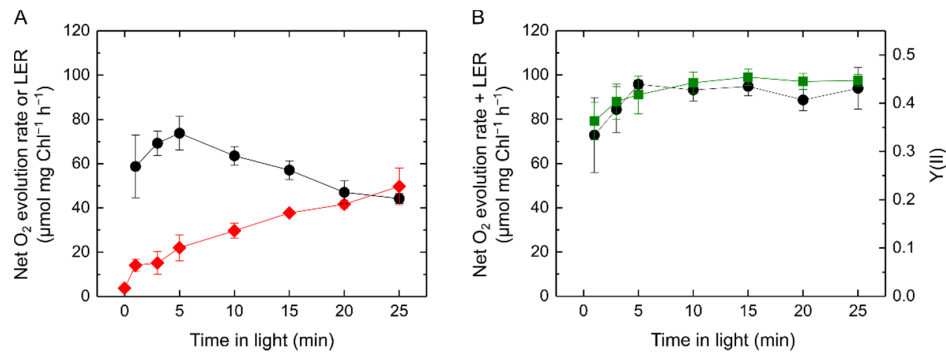 A
120
100
80
60
40
20
0
Net O₂ evolution rate or LER
(μmol mg Chl⁻¹ h⁻¹)
0 5 10 15 20 25
Time in light (min)
B
120
100
80
60
40
20
0
Net O₂ evolution rate + LER
(μmol mg Chl⁻¹ h⁻¹)
0 5 10 15 20 25
Time in light (min)
0.5
0.4
0.3
0.2
0.1
0.0
Y(II)